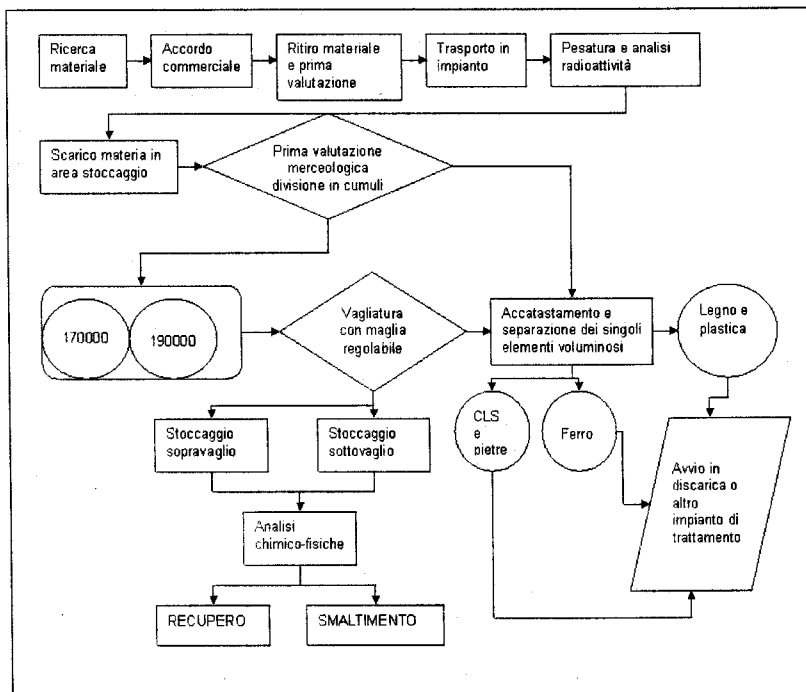 Ricerca
materiale
Accordo
commerciale
Ritiro materiale
e prima
valutazione
Trasporto in
impianto
Pesatura e analisi
radioattività
Scarico materia in
area stoccaggio
Prima valutazione
merceologica
divisione in cumuli
170000
190000
Vagliatura
con maglia
regolabile
Accatastamento e
separazione dei singoli
elementi voluminosi
Legno e
plastica
Stoccaggio
sopravaglio
Stoccaggio
sottovaglio
CLS
e
pietre
Ferro
Avvio in
discarica o
altro
impianto di
trattamento
Analisi
chimico-fisiche
RECUPERO
SMALTIMENTO